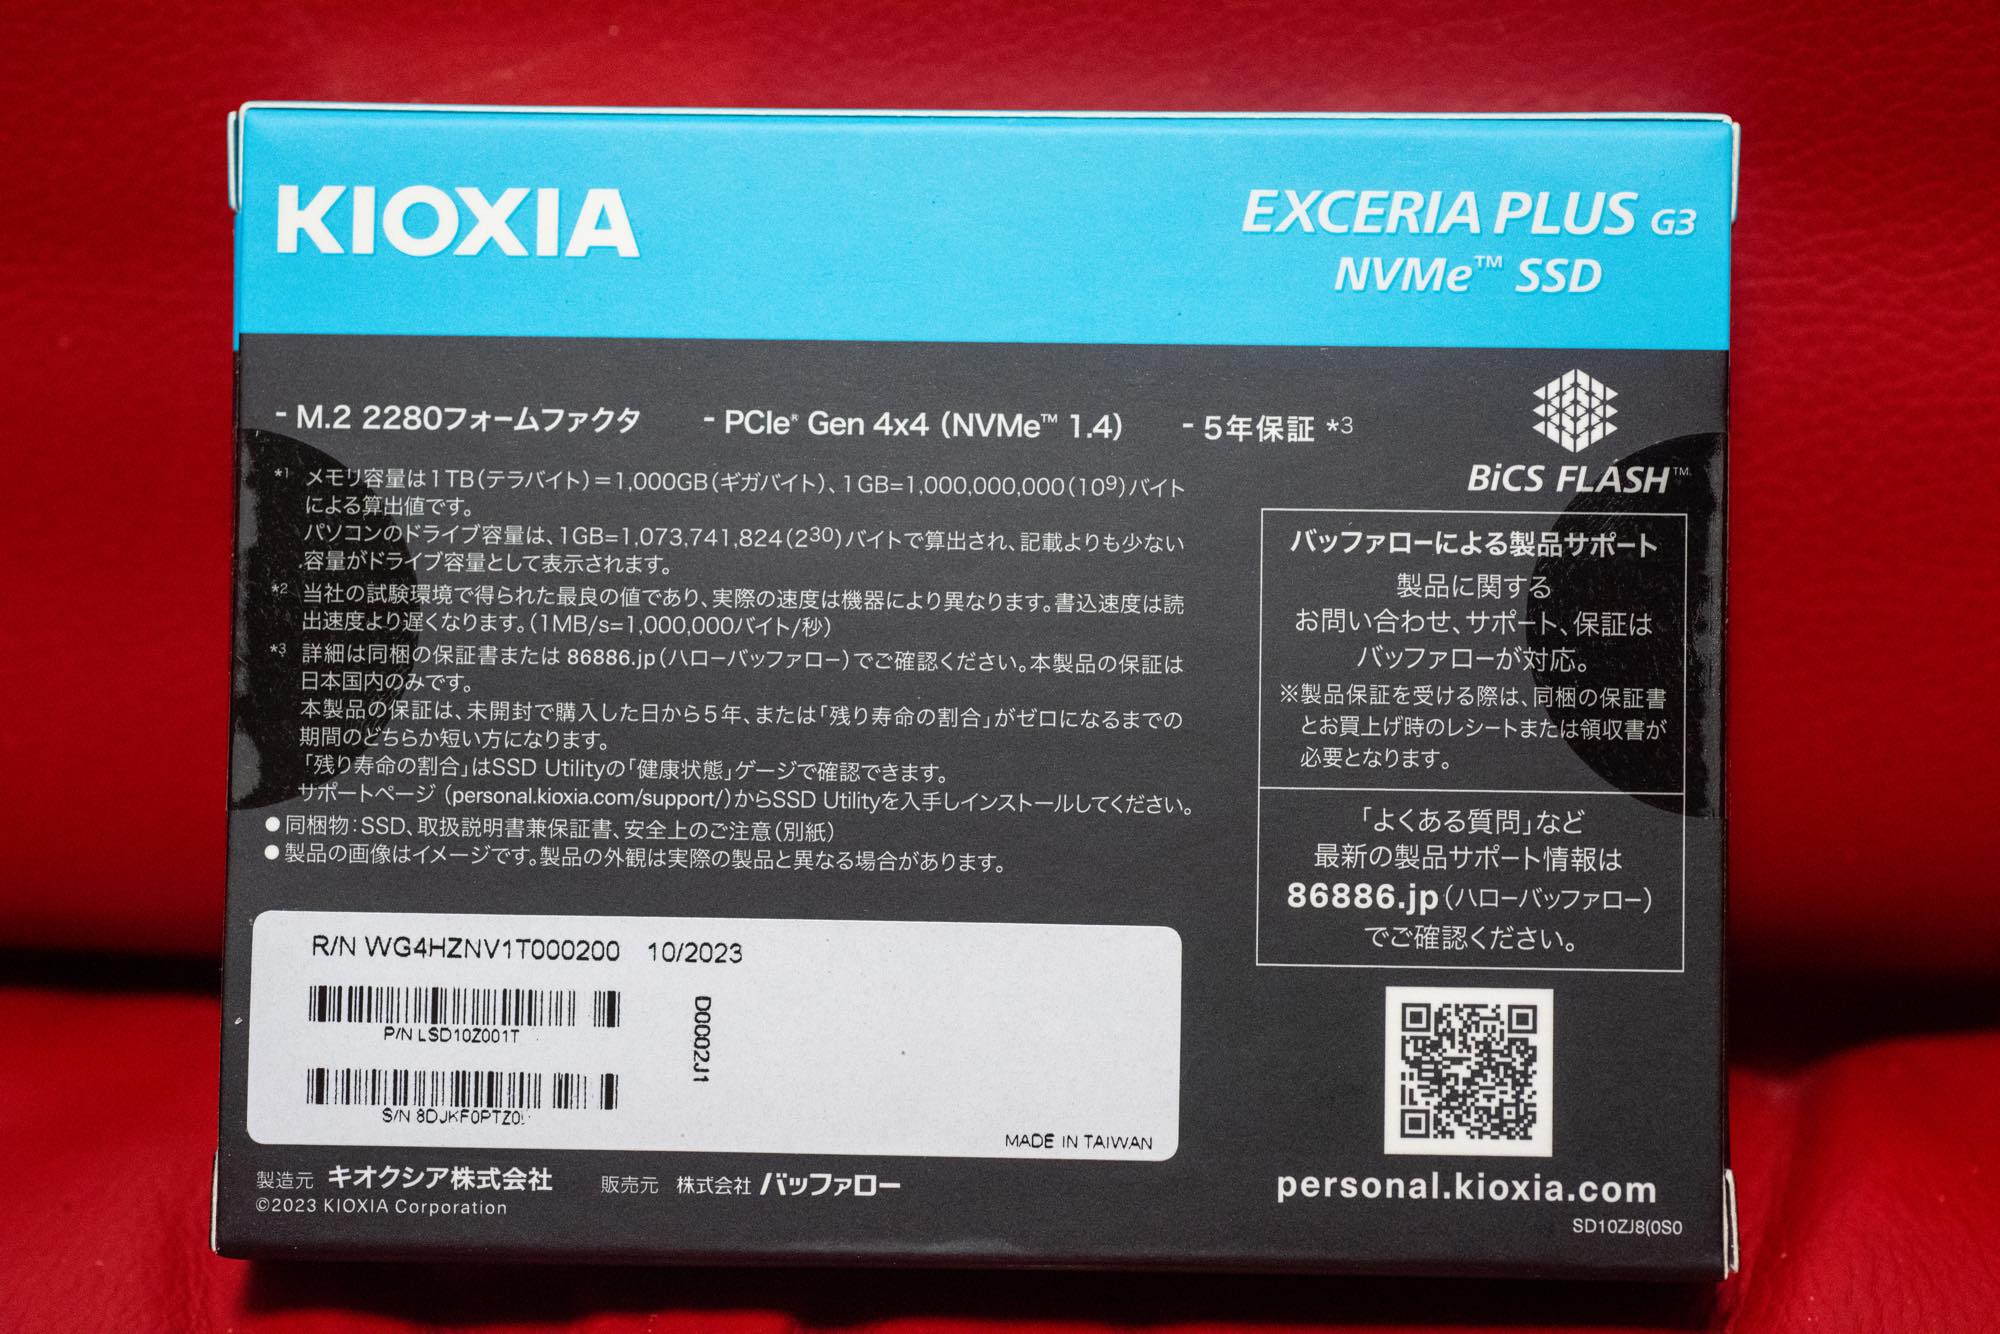 KIOXIA
EXCERIA PLUS G3
NVMe™ SSD
- M.2 2280フォームファクタ - PCIe® Gen 4x4 (NVMe™ 1.4) - 5年保証 *3
BiCS FLASH™
*1 メモリ容量は1TB(テラバイト)=1,000GB(ギガバイト)、1GB=1,000,000,000(10⁹)バイト
による算出値です。
パソコンのドライブ容量は、1GB=1,073,741,824(2³⁰)バイトで算出され、記載よりも少ない
容量がドライブ容量として表示されます。
*2 当社の試験環境で得られた最良の値であり、実際の速度は機器により異なります。書込速度は読
出速度より遅くなります。(1MB/s=1,000,000バイト/秒)
*3 詳細は同梱の保証書または 86886.jp(ハローバッファロー)でご確認ください。本製品の保証は
日本国内のみです。
本製品の保証は、未開封で購入した日から5年、または「残り寿命の割合」がゼロになるまでの
期間のどちらか短い方になります。
「残り寿命の割合」はSSD Utilityの「健康状態」ゲージで確認できます。
サポートページ (personal.kioxia.com/support/)からSSD Utilityを入手しインストールしてください。
●同梱物:SSD、取扱説明書兼保証書、安全上のご注意(別紙)
●製品の画像はイメージです。製品の外観は実際の製品と異なる場合があります。
バッファローによる製品サポート
製品に関する
お問い合わせ、サポート、保証は
バッファローが対応。
※製品保証を受ける際は、同梱の保証書
とお買上げ時のレシートまたは領収書が
必要となります。
「よくある質問」など
最新の製品サポート情報は
86886.jp(ハローバッファロー)
でご確認ください。
R/N WG4HZNV1T000200 10/2023
P/N LSD10Z001T
D0002J1
S/N 8DJKF0PTZ0
MADE IN TAIWAN
製造元 キオクシア株式会社 販売元 株式会社 バッファロー
©2023 KIOXIA Corporation
personal.kioxia.com
SD10ZJ8(0S0